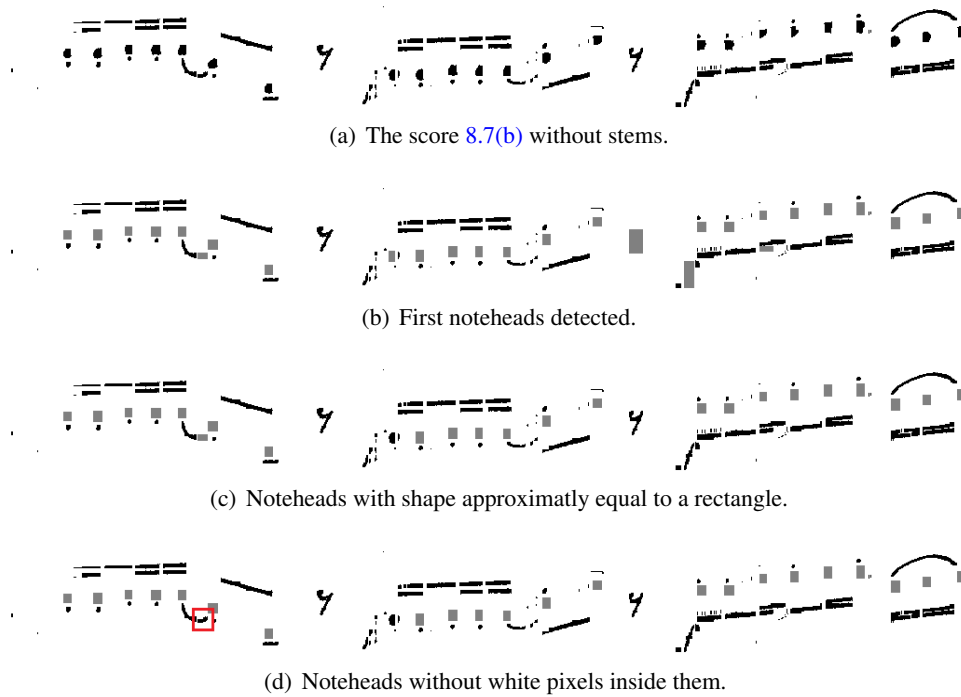 (a) The score 8.7(b) without stems.
(b) First noteheads detected.
(c) Noteheads with shape approximatly equal to a rectangle.
(d) Noteheads without white pixels inside them.